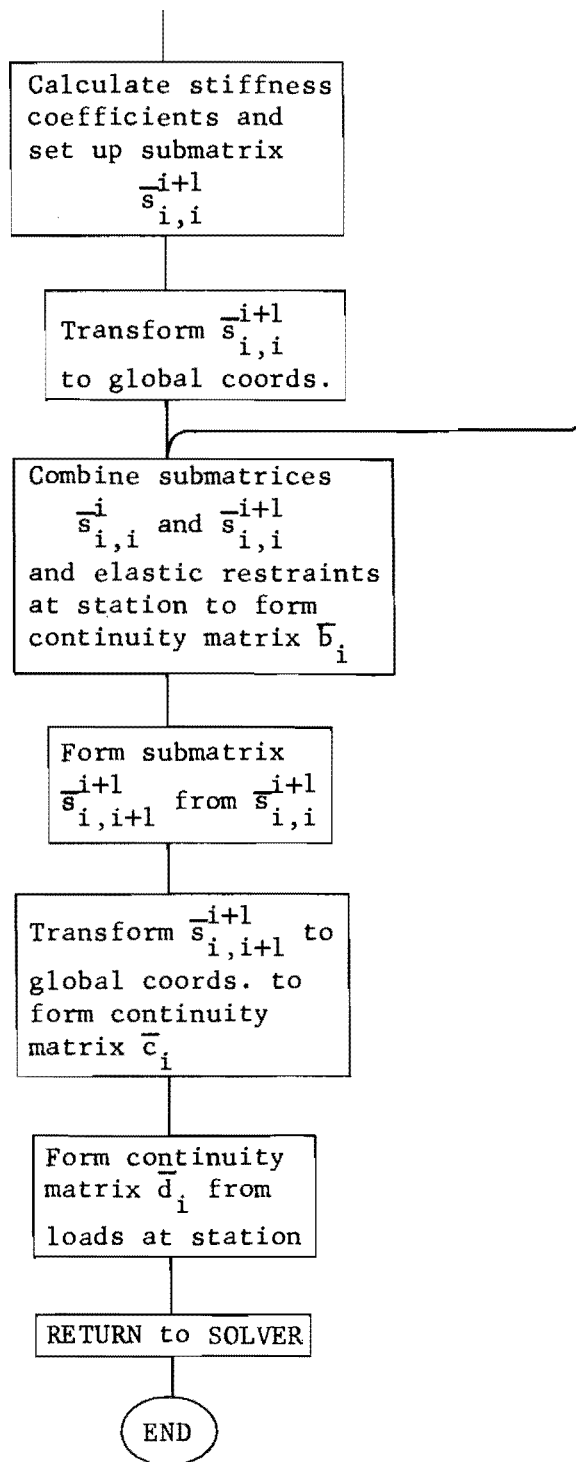 Calculate stiffness
coefficients and
set up submatrix
s̅^{i+1}_{i,i}
Transform s̅^{i+1}_{i,i}
to global coords.
Combine submatrices
s̅^{i}_{i,i} and s̅^{i+1}_{i,i}
and elastic restraints
at station to form
continuity matrix b̅_i
Form submatrix
s̅^{i+1}_{i,i+1} from s̅^{i+1}_{i,i}
Transform s̅^{i+1}_{i,i+1} to
global coords. to
form continuity
matrix c̅_i
Form continuity
matrix d̅_i from
loads at station
RETURN to SOLVER
END